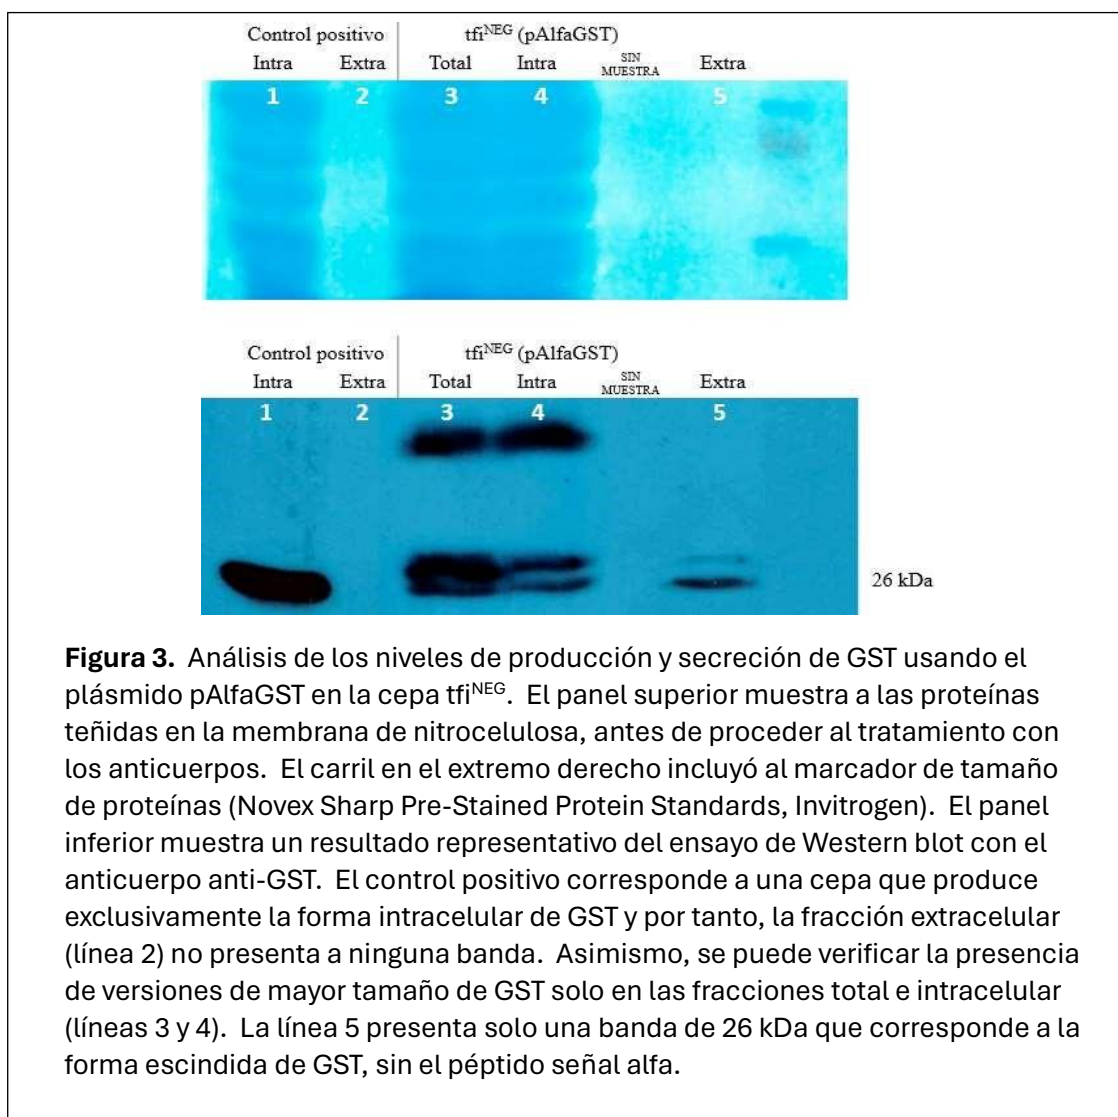 Control positivo tfiNEG (pAlfaGST)
Intra Extra Total Intra SIN MUESTRA Extra
1 2 3 4 5
Control positivo tfiNEG (pAlfaGST)
Intra Extra Total Intra SIN MUESTRA Extra
1 2 3 4 5
26 kDa
Figura 3. Análisis de los niveles de producción y secreción de GST usando el
plásmido pAlfaGST en la cepa tfiNEG. El panel superior muestra a las proteínas
teñidas en la membrana de nitrocelulosa, antes de proceder al tratamiento con
los anticuerpos. El carril en el extremo derecho incluyó al marcador de tamaño
de proteínas (Novex Sharp Pre-Stained Protein Standards, Invitrogen). El panel
inferior muestra un resultado representativo del ensayo de Western blot con el
anticuerpo anti-GST. El control positivo corresponde a una cepa que produce
exclusivamente la forma intracelular de GST y por tanto, la fracción extracelular
(línea 2) no presenta a ninguna banda. Asimismo, se puede verificar la presencia
de versiones de mayor tamaño de GST solo en las fracciones total e intracelular
(líneas 3 y 4). La línea 5 presenta solo una banda de 26 kDa que corresponde a la
forma escindida de GST, sin el péptido señal alfa.